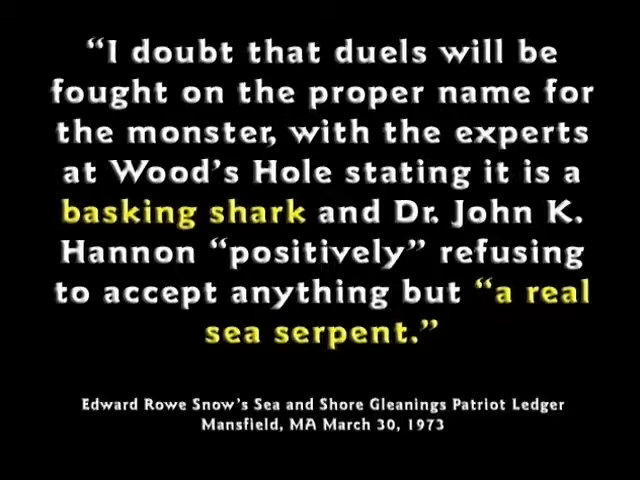 “I doubt that duels will be
fought on the proper name for
the monster, with the experts
at Wood’s Hole stating it is a
basking shark and Dr. John K.
Hannon “positively” refusing
to accept anything but “a real
sea serpent.”
Edward Rowe Snow’s Sea and Shore Gleanings Patriot Ledger
Mansfield, MA March 30, 1973